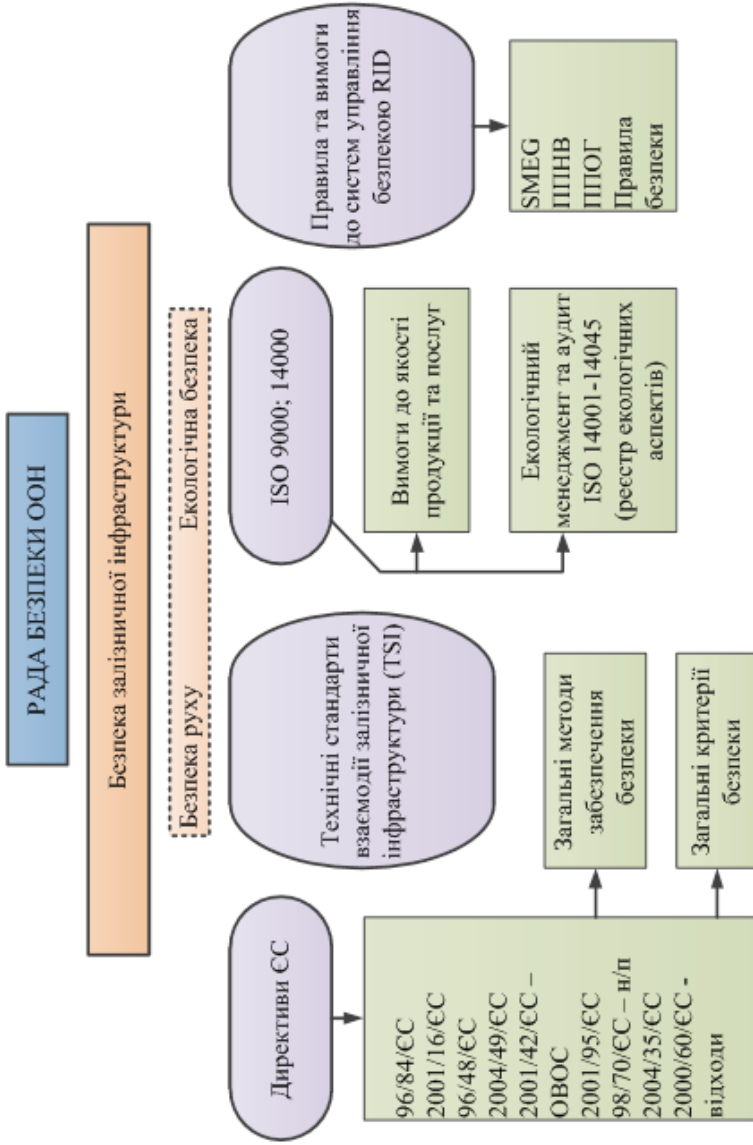 РАДА БЕЗПЕКИ ООН
Безпека залізничної інфраструктури
Безпека руху Екологічна безпека
Директиви ЄС
96/84/ЄС
2001/16/ЄС
96/48/ЄС
2004/49/ЄС
2001/42/ЄС –
ОВОС
2001/95/ЄС
98/70/ЄС – н/п
2004/35/ЄС
2000/60/ЄС -
відходи
Технічні стандарти
взаємодії залізничної
інфраструктури (TSI)
Загальні методи
забезпечення
безпеки
Загальні критерії
безпеки
ISO 9000; 14000
Вимоги до якості
продукції та послуг
Екологічний
менеджмент та аудит
ISO 14001-14045
(реєстр екологічних
аспектів)
Правила та вимоги
до систем управління
безпекою RID
SMEG
ППНВ
ППОГ
Правила
безпеки